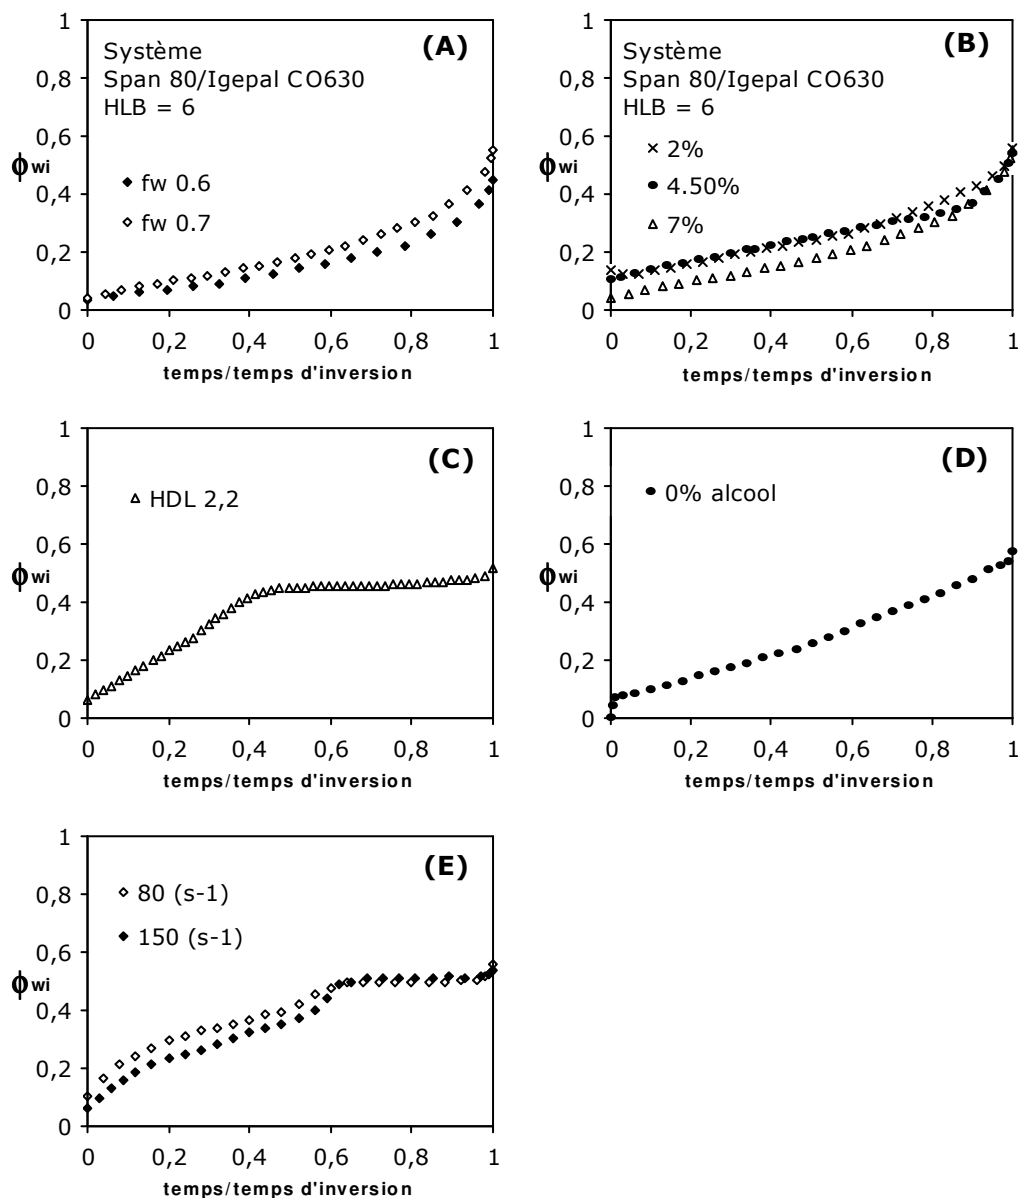 1
(A)
Système
Span 80/Igepal CO630
HLB = 6
0,8
0,6
ϕwi
fw 0.6
0,4
fw 0.7
0,2
0
0 0,2 0,4 0,6 0,8 1
temps/temps d'inversion
1
(B)
Système
Span 80/Igepal CO630
HLB = 6
0,8
0,6
2%
ϕwi
4.50%
0,4
7%
0,2
0
0 0,2 0,4 0,6 0,8 1
temps/temps d'inversion
1
(C)
0,8
HDL 2,2
0,6
ϕwi
0,4
0,2
0
0 0,2 0,4 0,6 0,8 1
temps/temps d'inversion
1
(D)
0,8
0% alcool
0,6
ϕwi
0,4
0,2
0
0 0,2 0,4 0,6 0,8 1
temps/temps d'inversion
1
(E)
0,8
80 (s-1)
150 (s-1)
0,6
ϕwi
0,4
0,2
0
0 0,2 0,4 0,6 0,8 1
temps/temps d'inversion